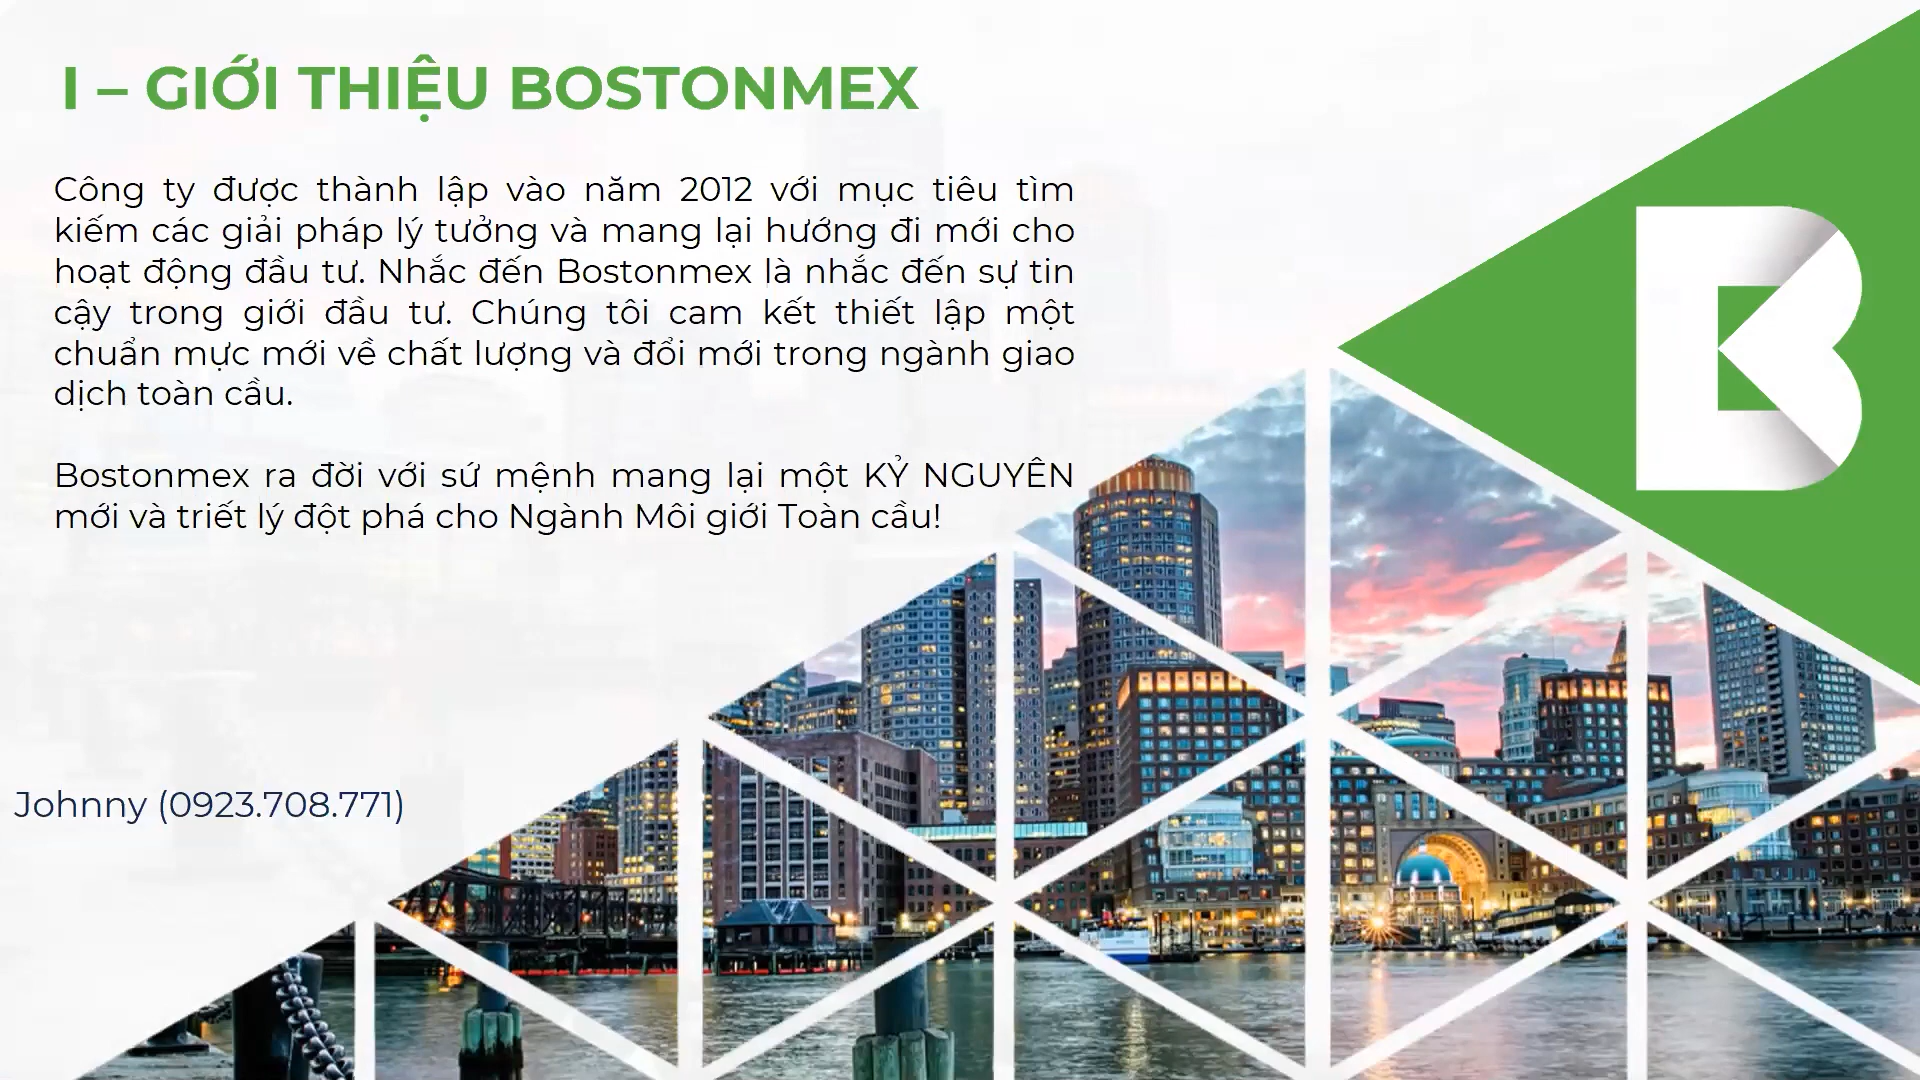 I – GIỚI THIỆU BOSTONMEX
Công ty được thành lập vào năm 2012 với mục tiêu tìm
kiếm các giải pháp lý tưởng và mang lại hướng đi mới cho
hoạt động đầu tư. Nhắc đến Bostonmex là nhắc đến sự tin
cậy trong giới đầu tư. Chúng tôi cam kết thiết lập một
chuẩn mực mới về chất lượng và đổi mới trong ngành giao
dịch toàn cầu.
Bostonmex ra đời với sứ mệnh mang lại một KỶ NGUYÊN
mới và triết lý đột phá cho Ngành Môi giới Toàn cầu!
Johnny (0923.708.771)